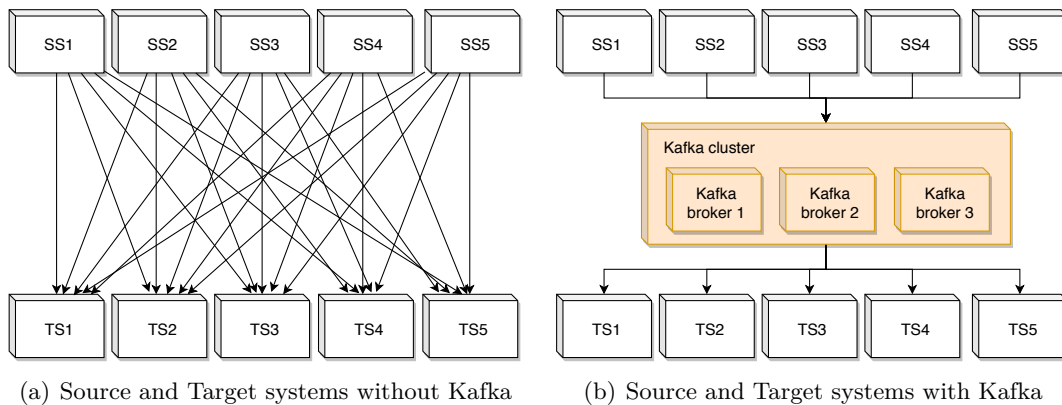 SS1 SS2 SS3 SS4 SS5
TS1 TS2 TS3 TS4 TS5
(a) Source and Target systems without Kafka
SS1 SS2 SS3 SS4 SS5
Kafka cluster
Kafka broker 1
Kafka broker 2
Kafka broker 3
TS1 TS2 TS3 TS4 TS5
(b) Source and Target systems with Kafka